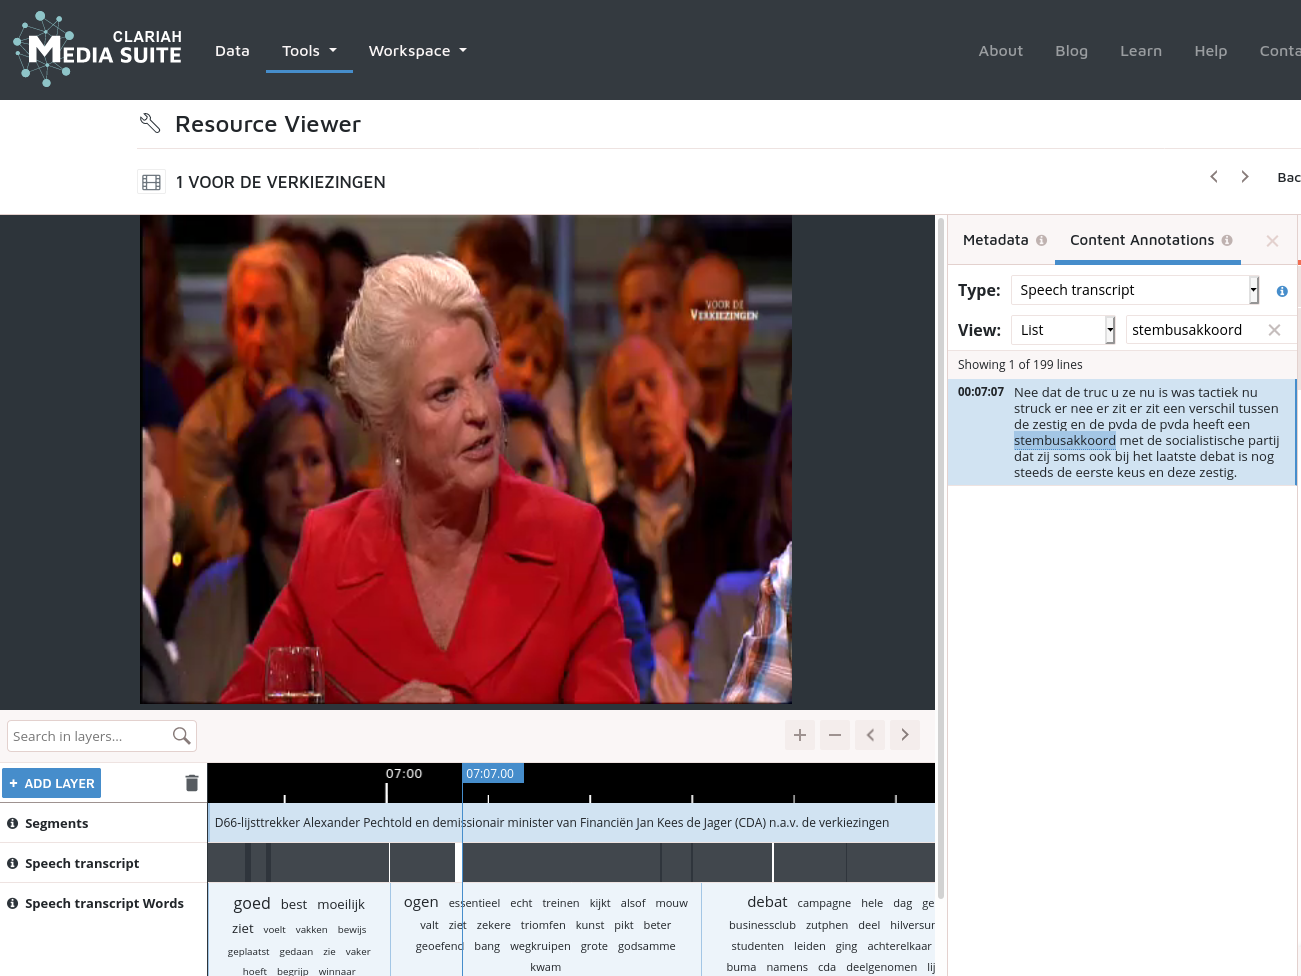 CLARIAH
MEDIA SUITE
Data
Tools
Workspace
About
Blog
Learn
Help
Conta
Resource Viewer
1 VOOR DE VERKIEZINGEN
Bac
VOOR DE
VERKIEZINGEN
Metadata
Content Annotations
Type:
Speech transcript
View:
List
stembusakkoord
Showing 1 of 199 lines
00:07:07
Nee dat de truc u ze nu is was tactiek nu
struck er nee er zit er zit een verschil tussen
de zestig en de pvda de pvda heeft een
stembusakkoord met de socialistische partij
dat zij soms ook bij het laatste debat is nog
steeds de eerste keus en deze zestig.
Search in layers...
+ − < >
+ ADD LAYER
07:00
07:07.00
Segments
D66-lijsttrekker Alexander Pechtold en demissionair minister van Financiën Jan Kees de Jager (CDA) n.a.v. de verkiezingen
Speech transcript
Speech transcript Words
goed best moeilijk
ziet voelt vakken bewijs
geplaatst gedaan zie vaker
hoeft begrijp winnaar
ogen essentieel echt treinen kijkt alsof mouw
valt ziet zekere triomfen kunst pikt beter
geoefend bang wegkruipen grote godsamme
kwam
debat campagne hele dag ge
businessclub zutphen deel hilversur
studenten leiden ging achterelkaar
buma namens cda deelgenomen lij